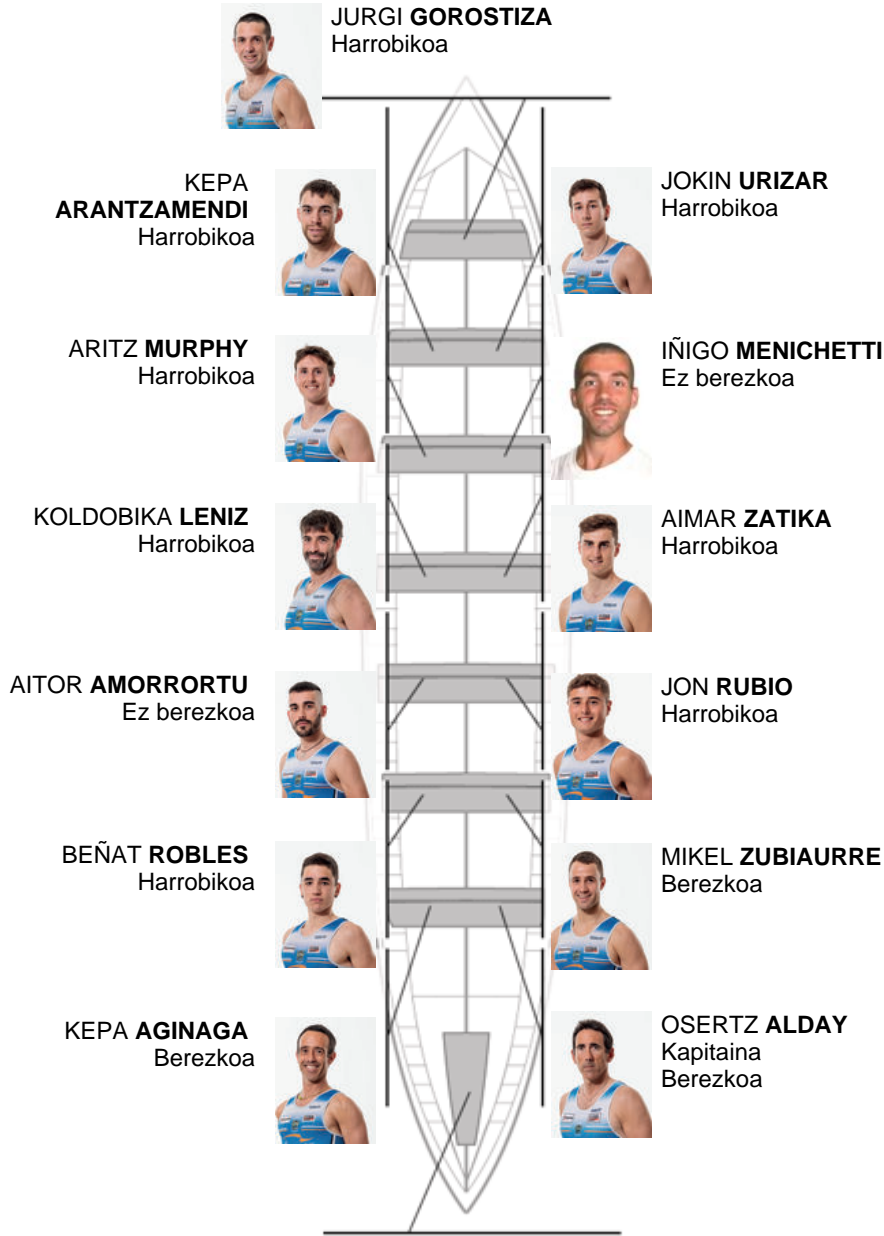 JURGI GOROSTIZA
Harrobikoa
KEPA
ARANTZAMENDI
Harrobikoa
JOKIN URIZAR
Harrobikoa
ARITZ MURPHY
Harrobikoa
IÑIGO MENICHETTI
Ez berezkoa
KOLDOBIKA LENIZ
Harrobikoa
AIMAR ZATIKA
Harrobikoa
AITOR AMORRORTU
Ez berezkoa
JON RUBIO
Harrobikoa
BEÑAT ROBLES
Harrobikoa
MIKEL ZUBIAURRE
Berezkoa
KEPA AGINAGA
Berezkoa
OSERTZ ALDAY
Kapitaina
Berezkoa